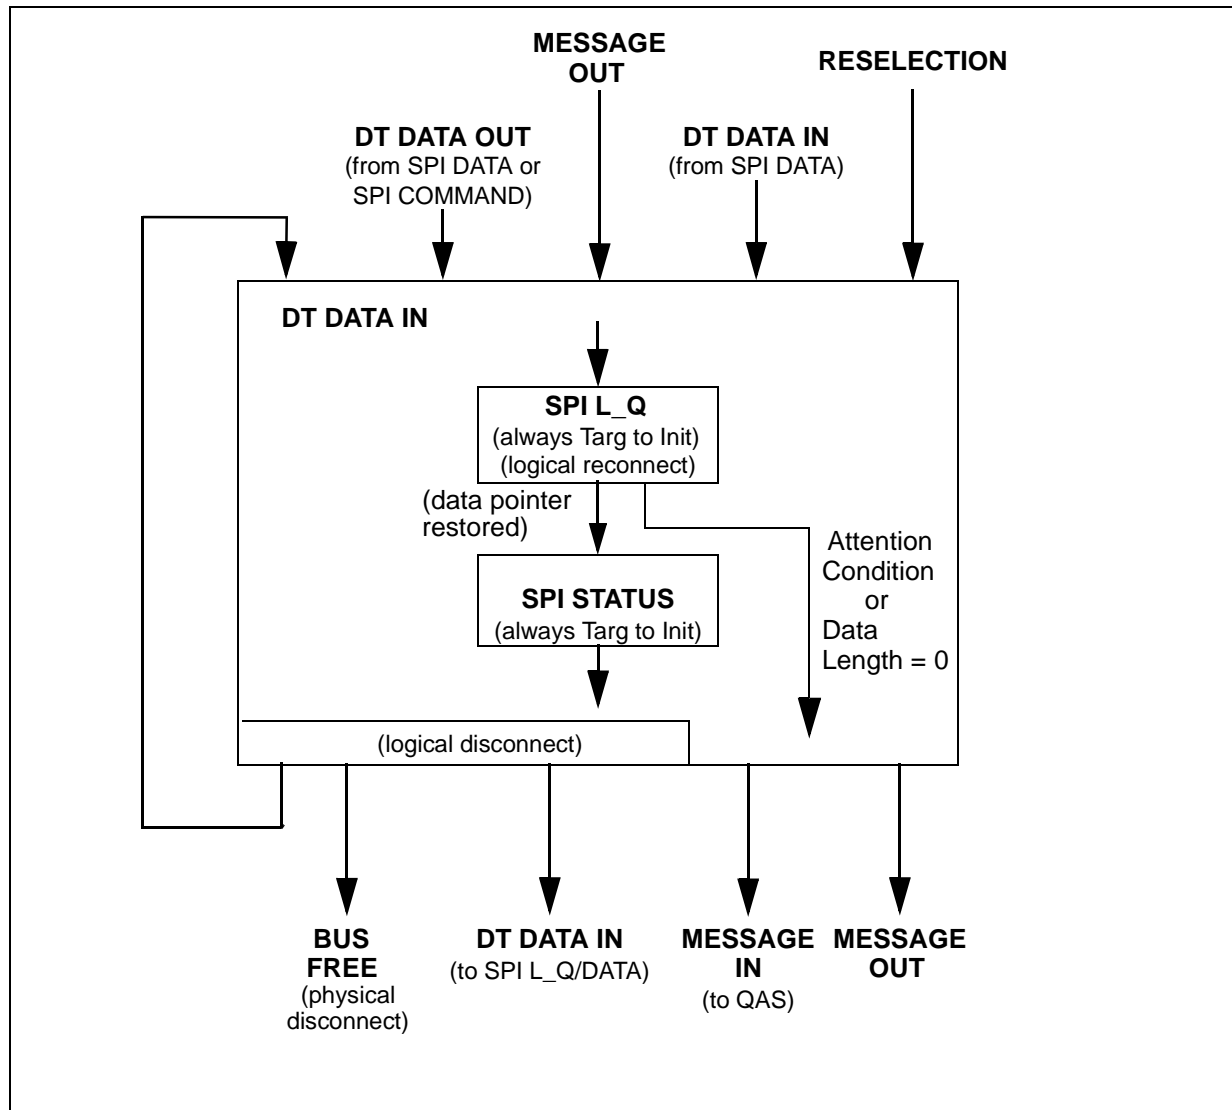 MESSAGE
OUT
RESELECTION
DT DATA OUT
(from SPI DATA or
SPI COMMAND)
DT DATA IN
(from SPI DATA)
DT DATA IN
SPI L_Q
(always Targ to Init)
(logical reconnect)
(data pointer
restored)
Attention
Condition
or
Data
Length = 0
SPI STATUS
(always Targ to Init)
(logical disconnect)
BUS
FREE
(physical
disconnect)
DT DATA IN
(to SPI L_Q/DATA)
MESSAGE
IN
(to QAS)
MESSAGE
OUT